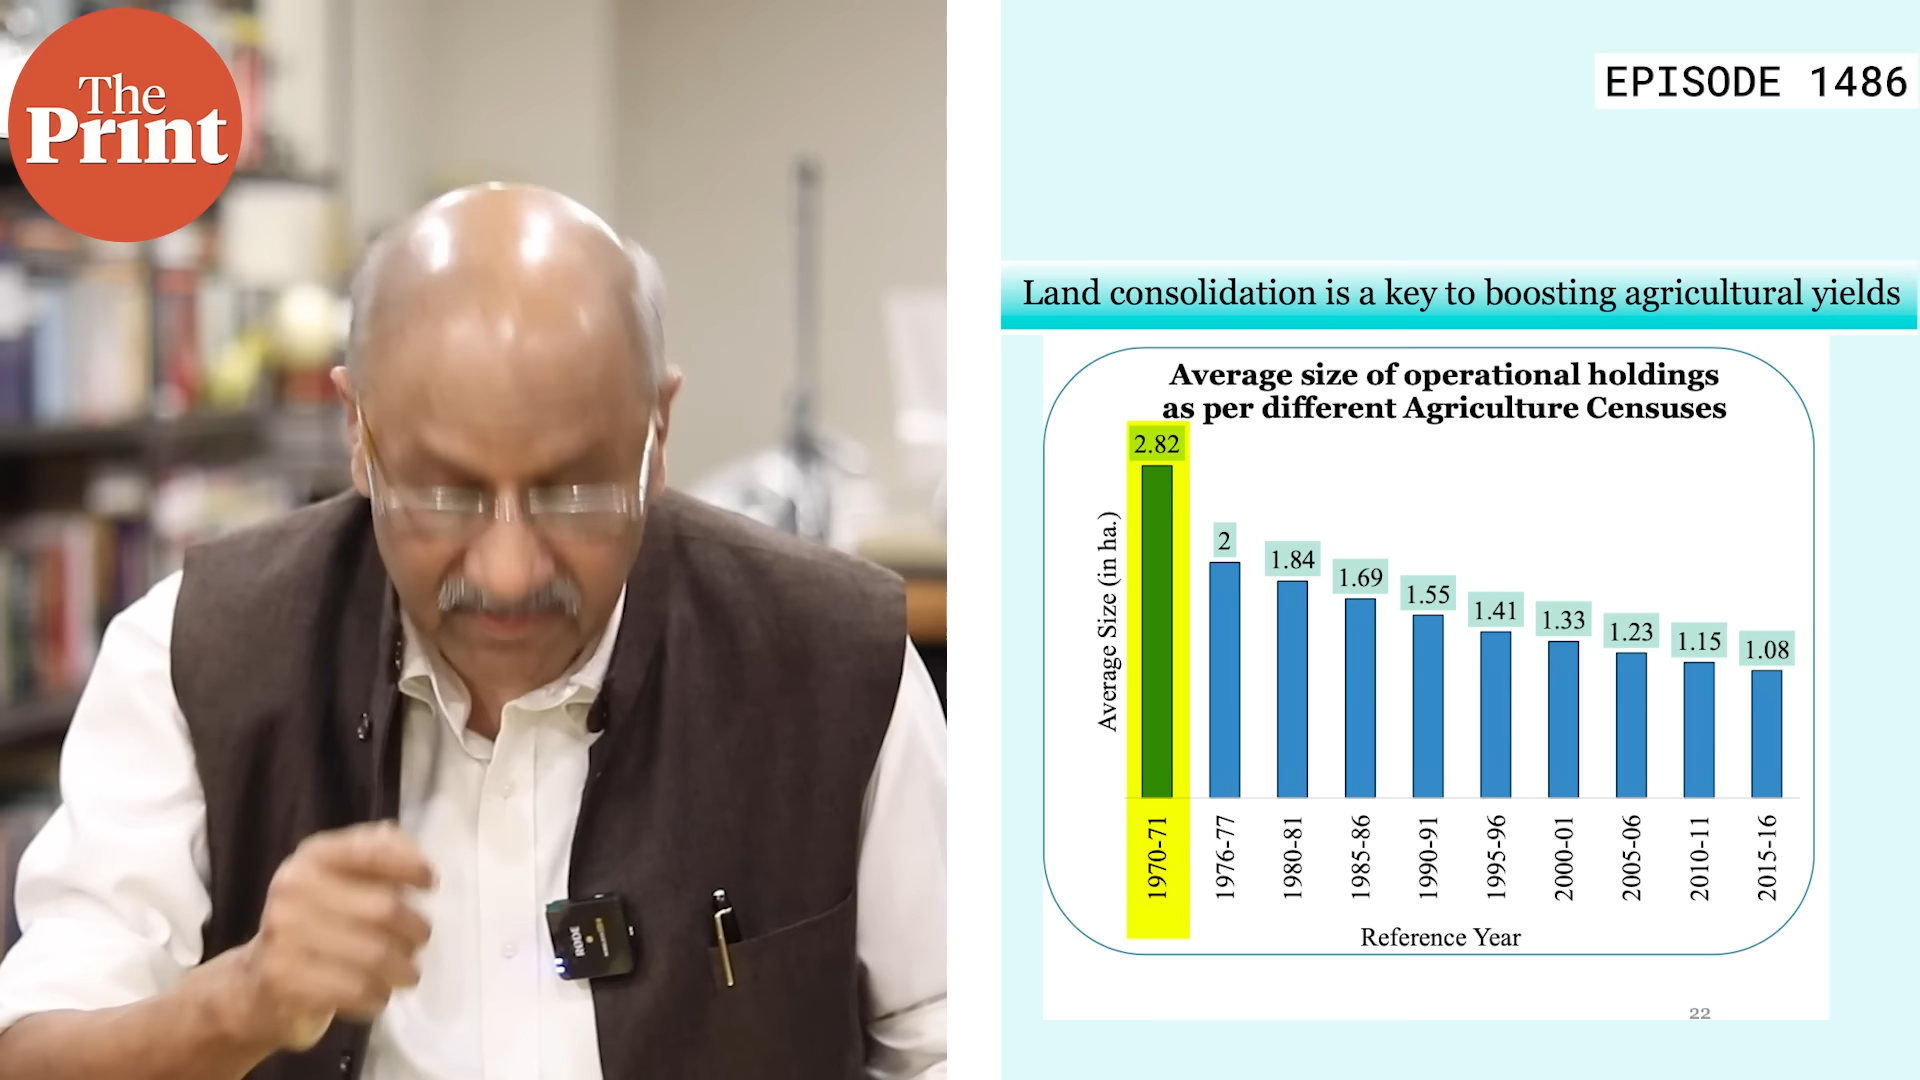 The
Print
EPISODE 1486
Land consolidation is a key to boosting agricultural yields
Average size of operational holdings
as per different Agriculture Censuses
Average Size (in ha.)
2.82
2
1.84
1.69
1.55
1.41
1.33
1.23
1.15
1.08
1970-71
1976-77
1980-81
1985-86
1990-91
1995-96
2000-01
2005-06
2010-11
2015-16
Reference Year
22
RODE